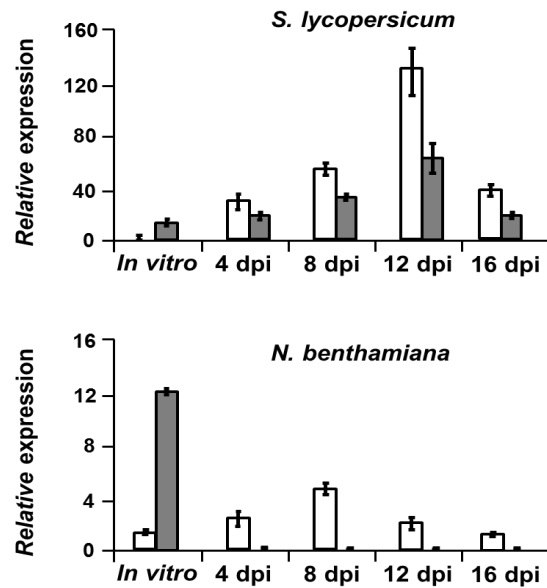 S. lycopersicum
Relative expression
160
120
80
40
0
In vitro 4 dpi 8 dpi 12 dpi 16 dpi
N. benthamiana
Relative expression
16
12
8
4
0
In vitro 4 dpi 8 dpi 12 dpi 16 dpi